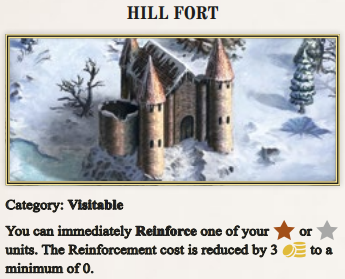 HILL FORT
Category: Visitable
You can immediately Reinforce one of your or
units. The Reinforcement cost is reduced by 3 to a
minimum of 0.